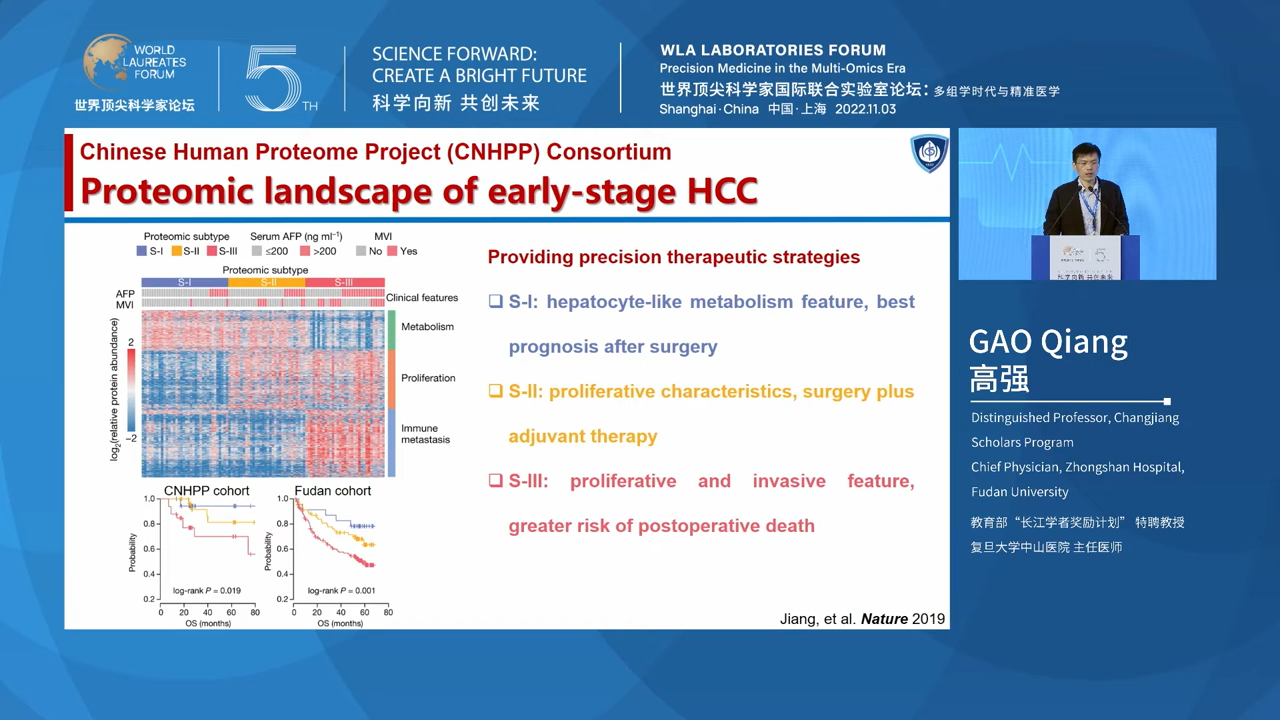 WORLD
LAUREATES
FORUM
世界顶尖科学家论坛
5TH
SCIENCE FORWARD:
CREATE A BRIGHT FUTURE
科学向新 共创未来
WLA LABORATORIES FORUM
Precision Medicine in the Multi-Omics Era
世界顶尖科学家国际联合实验室论坛：多组学时代与精准医学
Shanghai·China 中国·上海 2022.11.03
Chinese Human Proteome Project (CNHPP) Consortium
Proteomic landscape of early-stage HCC
Proteomic subtype Serum AFP (ng ml⁻¹) MVI
S-I S-II S-III ≤200 >200 No Yes
Proteomic subtype
S-I S-II S-III
AFP
MVI
Clinical features
Metabolism
Proliferation
Immune
metastasis
log₂(relative protein abundance)
2
−2
CNHPP cohort
1.0
0.8
0.6
0.4
0.2
Probability
log-rank P = 0.019
0 20 40 60 80
OS (months)
Fudan cohort
1.0
0.8
0.6
0.4
0.2
Probability
log-rank P = 0.001
0 20 40 60 80
OS (months)
Providing precision therapeutic strategies
❑ S-I: hepatocyte-like metabolism feature, best
prognosis after surgery
❑ S-II: proliferative characteristics, surgery plus
adjuvant therapy
❑ S-III: proliferative and invasive feature,
greater risk of postoperative death
Jiang, et al. Nature 2019
科学向新 共创未来
GAO Qiang
高强
Distinguished Professor, Changjiang
Scholars Program
Chief Physician, Zhongshan Hospital,
Fudan University
教育部“长江学者奖励计划” 特聘教授
复旦大学中山医院 主任医师